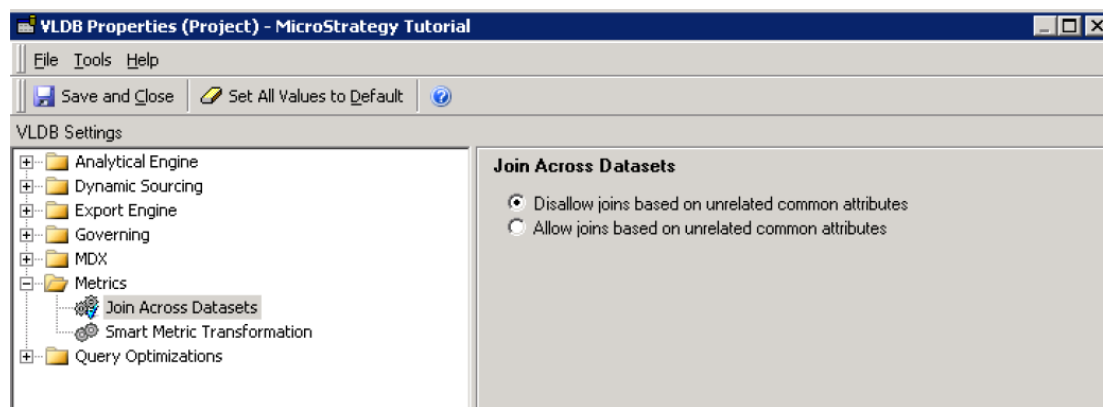 VLDB Properties (Project) - MicroStrategy Tutorial
File Tools Help
Save and Close Set All Values to Default
VLDB Settings
Analytical Engine
Dynamic Sourcing
Export Engine
Governing
MDX
Metrics
Join Across Datasets
Smart Metric Transformation
Query Optimizations
Join Across Datasets
Disallow joins based on unrelated common attributes
Allow joins based on unrelated common attributes